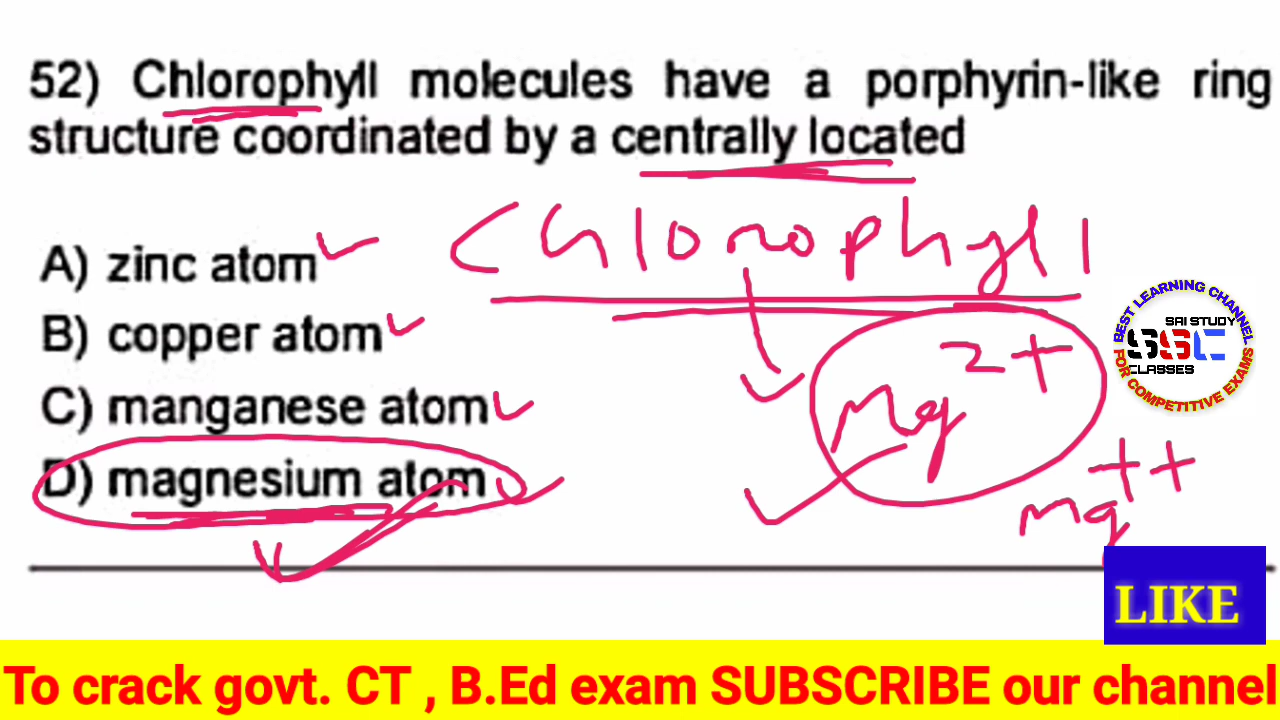 52) Chlorophyll molecules have a porphyrin-like ring
structure coordinated by a centrally located
Chlorophyll
A) zinc atom
B) copper atom
Mg2+
C) manganese atom
D) magnesium atom
Mg++
BEST LEARNING CHANNEL
SAI STUDY
SSC
CLASSES
FOR COMPETITIVE EXAMS
LIKE
To crack govt. CT , B.Ed exam SUBSCRIBE our channel